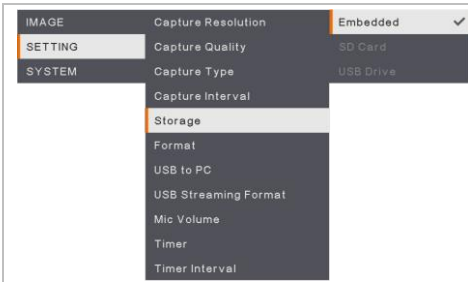 IMAGE
SETTING
SYSTEM
Capture Resolution
Capture Quality
Capture Type
Capture Interval
Storage
Format
USB to PC
USB Streaming Format
Mic Volume
Timer
Timer Interval
Embedded
SD Card
USB Drive